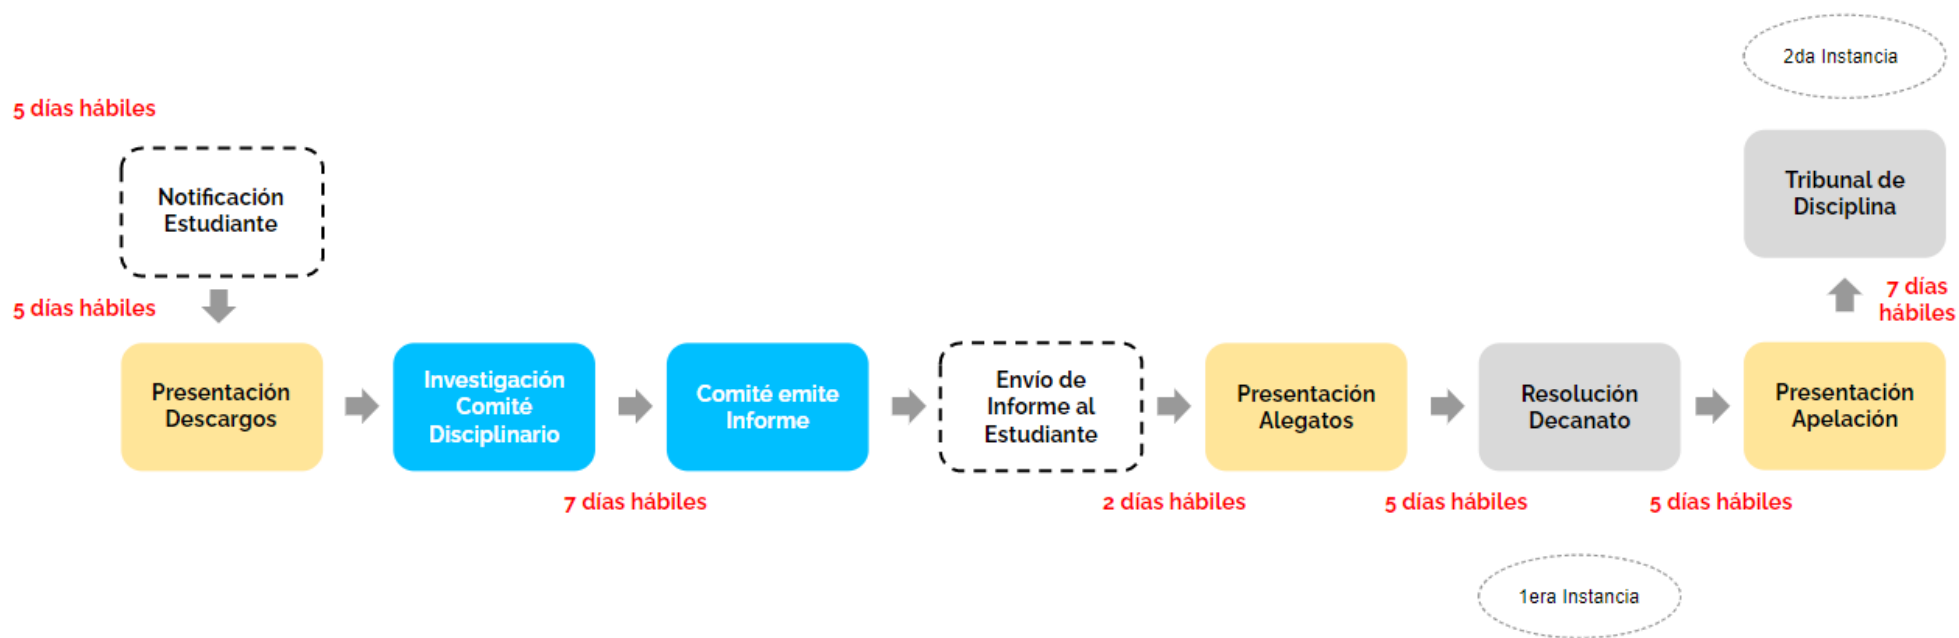 5 días hábiles
Notificación
Estudiante
5 días hábiles
Presentación
Descargos
Investigación
Comité
Disciplinario
7 días hábiles
Comité emite
Informe
Envío de
Informe al
Estudiante
2 días hábiles
Presentación
Alegatos
5 días hábiles
Resolución
Decanato
1era Instancia
5 días hábiles
Presentación
Apelación
7 días
hábiles
Tribunal de
Disciplina
2da Instancia